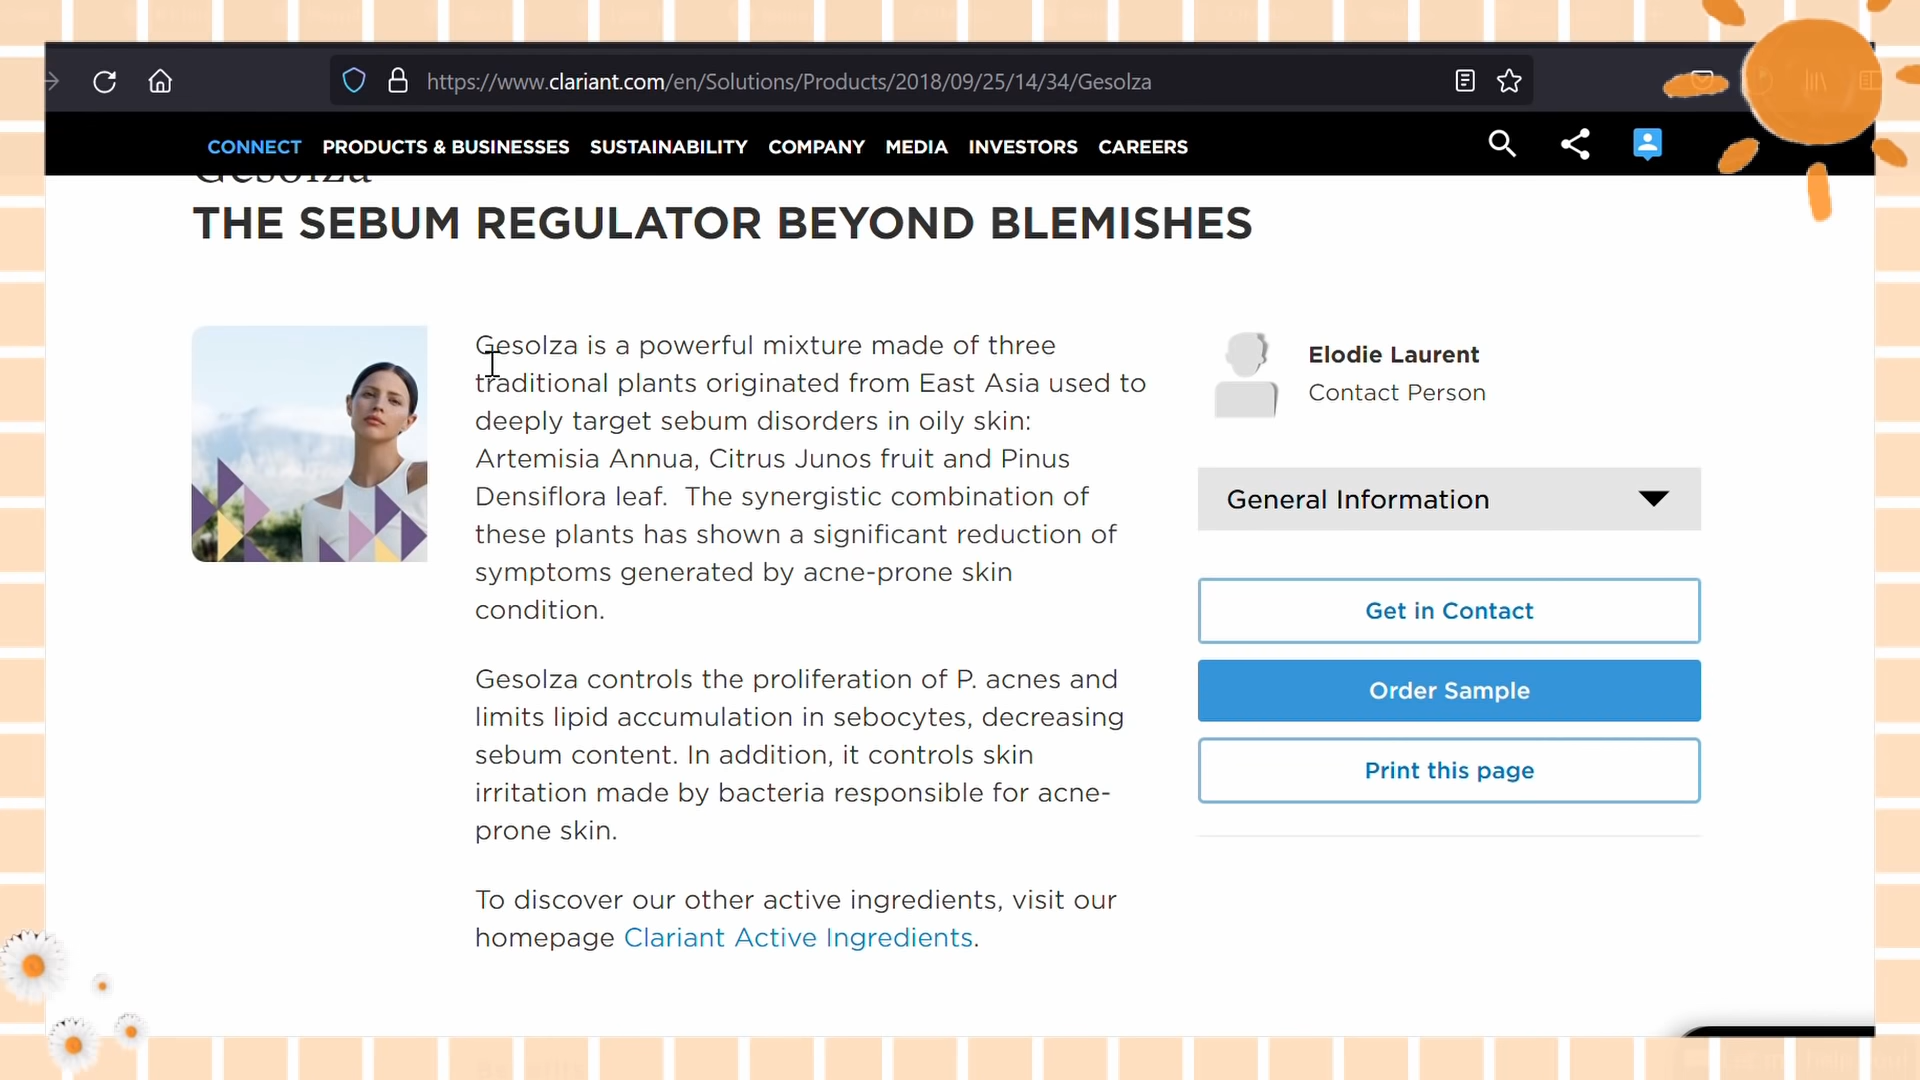 https://www.clariant.com/en/Solutions/Products/2018/09/25/14/34/Gesolza
CONNECT PRODUCTS & BUSINESSES SUSTAINABILITY COMPANY MEDIA INVESTORS CAREERS
Gesolza
THE SEBUM REGULATOR BEYOND BLEMISHES
Gesolza is a powerful mixture made of three
traditional plants originated from East Asia used to
deeply target sebum disorders in oily skin:
Artemisia Annua, Citrus Junos fruit and Pinus
Densiflora leaf. The synergistic combination of
these plants has shown a significant reduction of
symptoms generated by acne-prone skin
condition.
Gesolza controls the proliferation of P. acnes and
limits lipid accumulation in sebocytes, decreasing
sebum content. In addition, it controls skin
irritation made by bacteria responsible for acne-
prone skin.
To discover our other active ingredients, visit our
homepage Clariant Active Ingredients.
Elodie Laurent
Contact Person
General Information
Get in Contact
Order Sample
Print this page